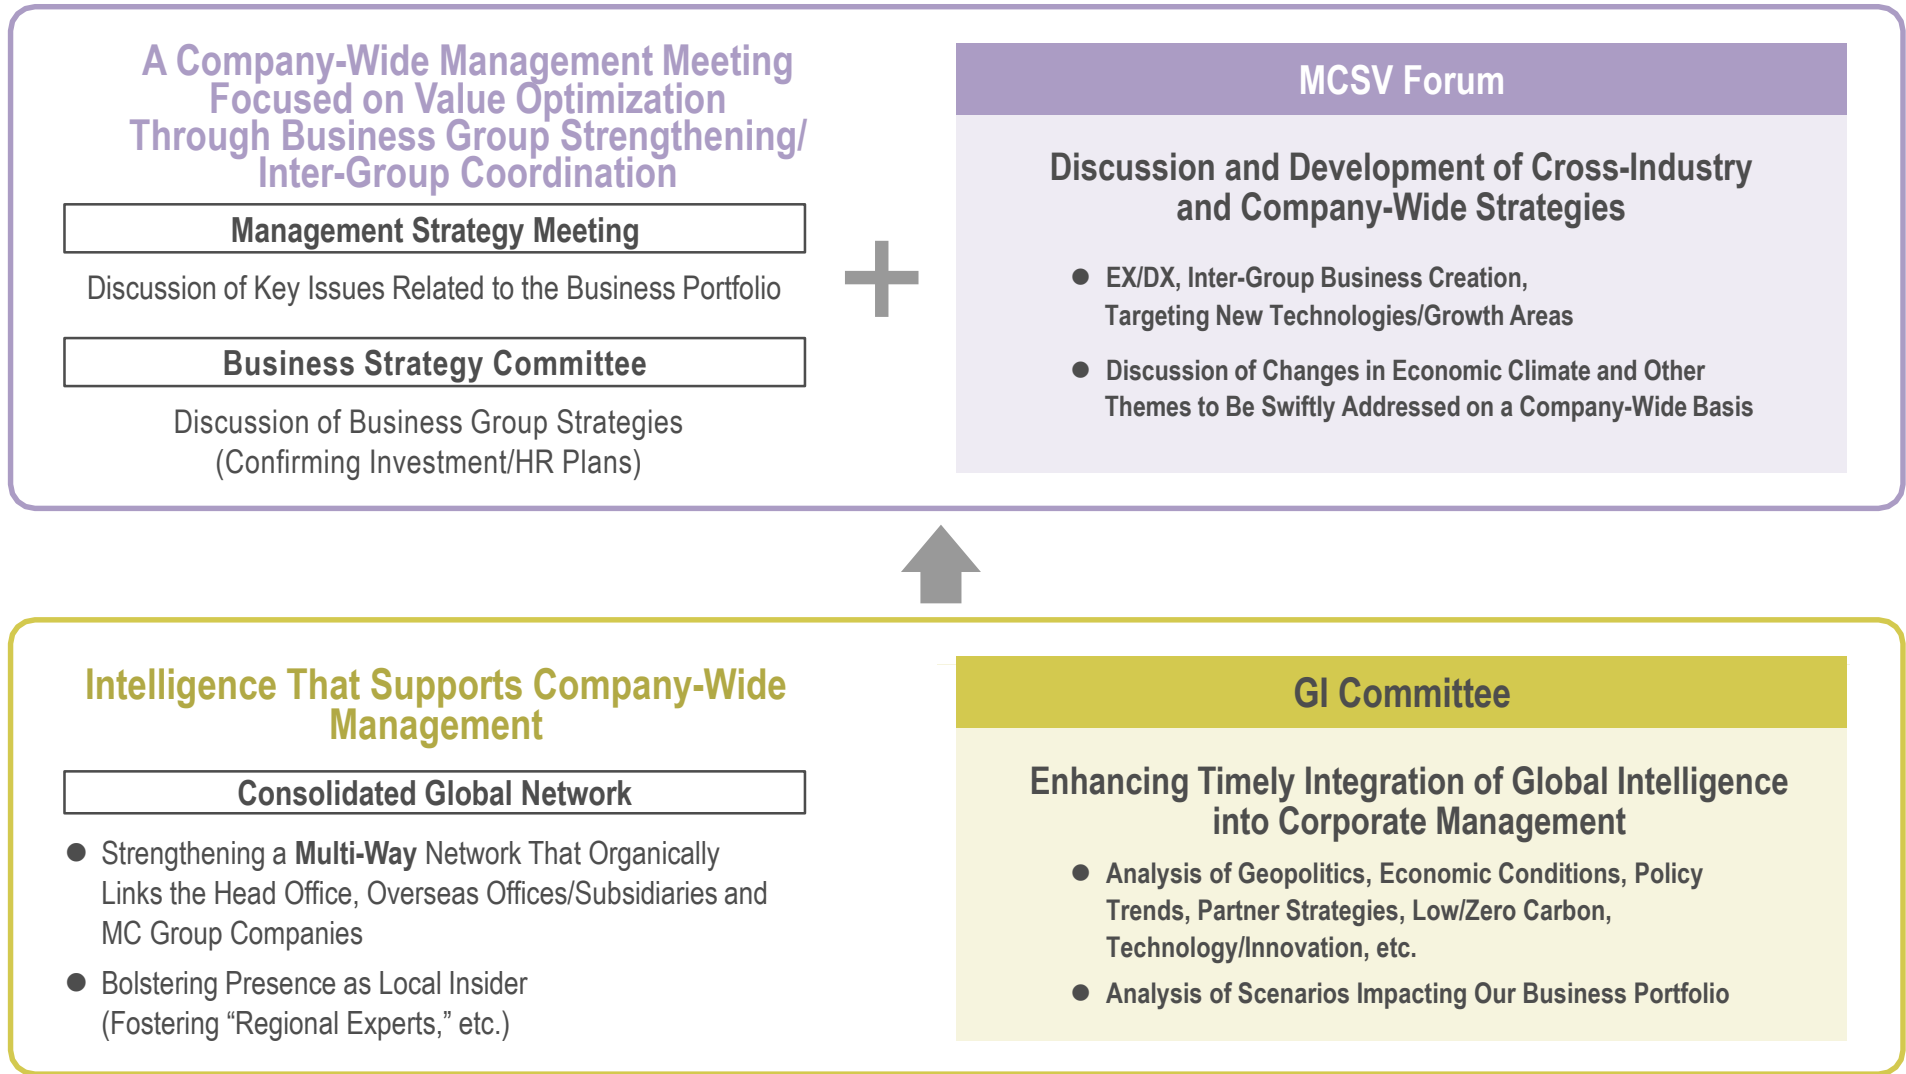 A Company-Wide Management Meeting
Focused on Value Optimization
Through Business Group Strengthening/
Inter-Group Coordination
Management Strategy Meeting
Discussion of Key Issues Related to the Business Portfolio
Business Strategy Committee
Discussion of Business Group Strategies
(Confirming Investment/HR Plans)
+
MCSV Forum
Discussion and Development of Cross-Industry
and Company-Wide Strategies
● EX/DX, Inter-Group Business Creation,
Targeting New Technologies/Growth Areas
● Discussion of Changes in Economic Climate and Other
Themes to Be Swiftly Addressed on a Company-Wide Basis
Intelligence That Supports Company-Wide
Management
Consolidated Global Network
● Strengthening a Multi-Way Network That Organically
Links the Head Office, Overseas Offices/Subsidiaries and
MC Group Companies
● Bolstering Presence as Local Insider
(Fostering “Regional Experts,” etc.)
GI Committee
Enhancing Timely Integration of Global Intelligence
into Corporate Management
● Analysis of Geopolitics, Economic Conditions, Policy
Trends, Partner Strategies, Low/Zero Carbon,
Technology/Innovation, etc.
● Analysis of Scenarios Impacting Our Business Portfolio